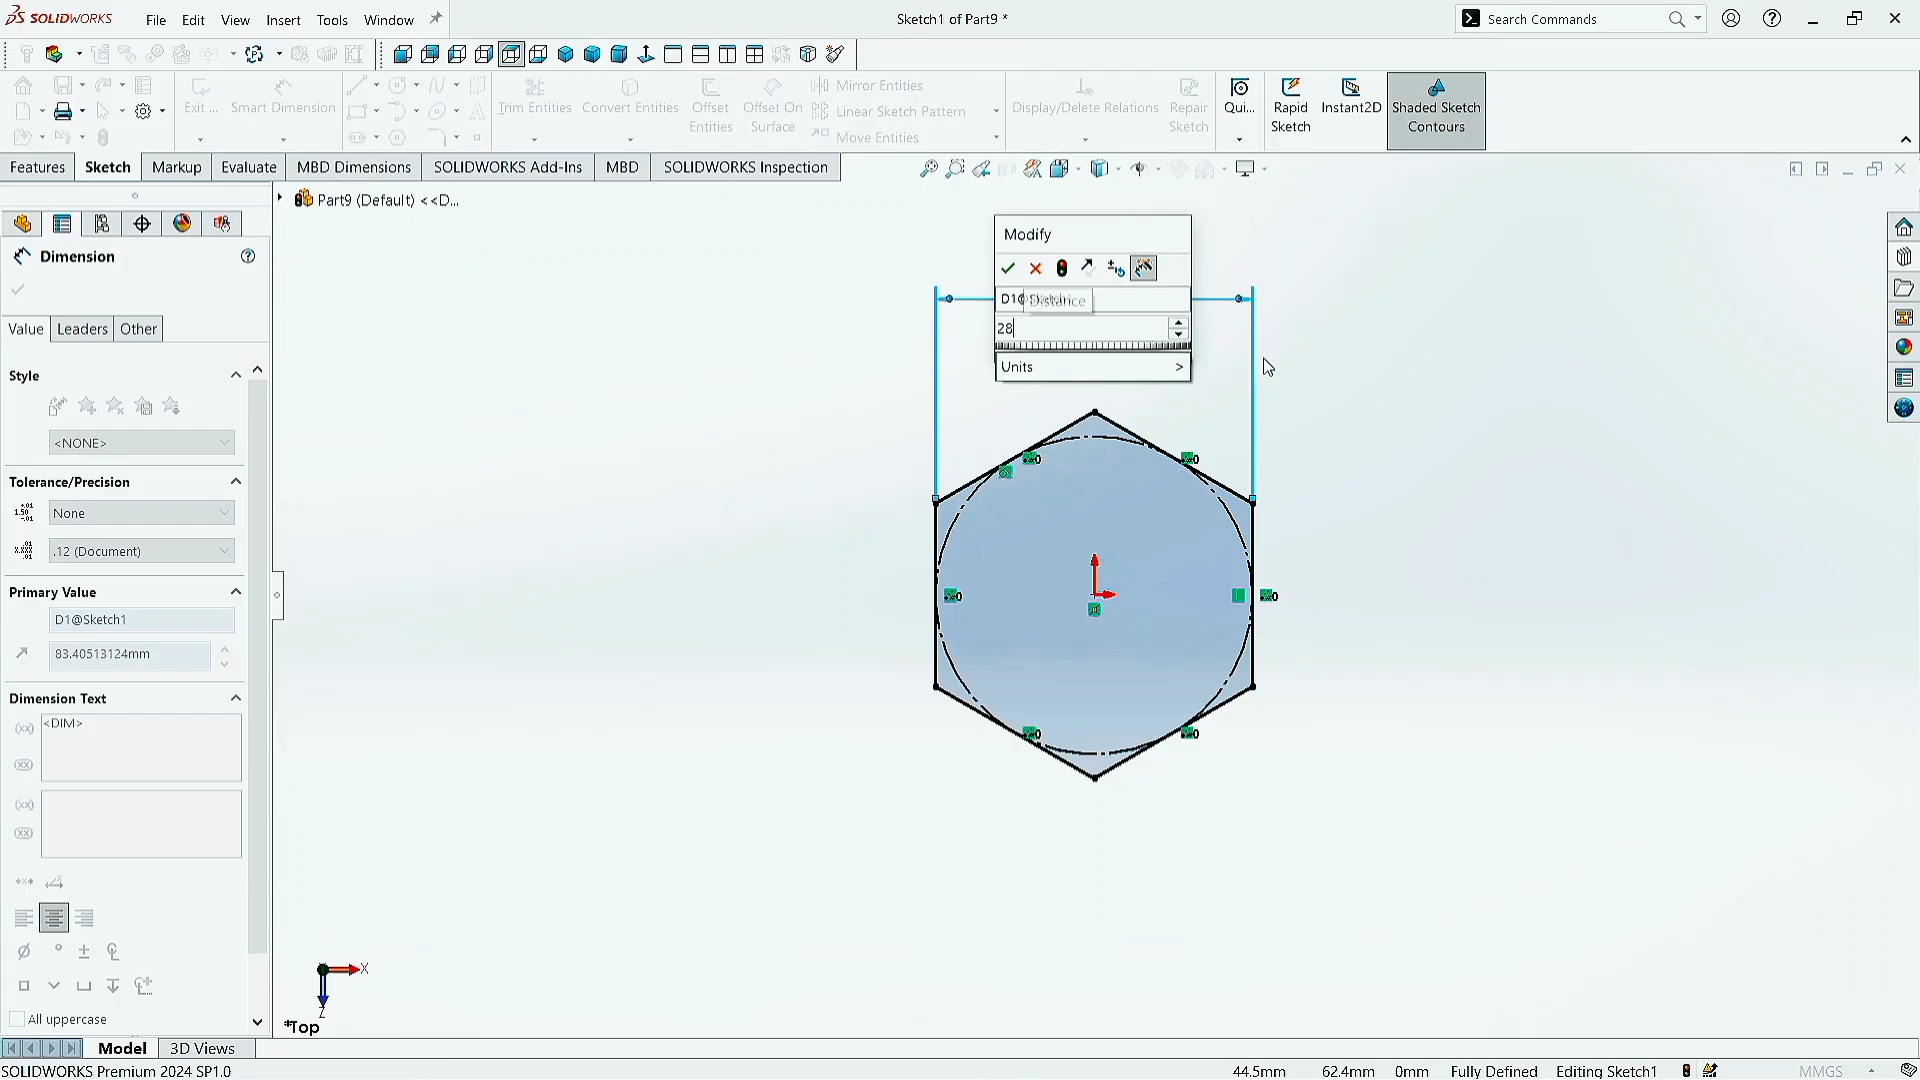 SOLIDWORKS File Edit View Insert Tools Window Sketch1 of Part9 * Search Commands
Exit ... Smart Dimension Trim Entities Convert Entities Offset Entities Offset On Surface Mirror Entities Linear Sketch Pattern Move Entities Display/Delete Relations Repair Sketch Qui... Rapid Sketch Instant2D Shaded Sketch Contours
Features Sketch Markup Evaluate MBD Dimensions SOLIDWORKS Add-Ins MBD SOLIDWORKS Inspection
Part9 (Default) <<D...
Dimension
Value Leaders Other
Style
<NONE>
Tolerance/Precision
None
.12 (Document)
Primary Value
D1@Sketch1
83.40513124mm
Dimension Text
<DIM>
All uppercase
Modify
D1@
Distance
28
Units >
X
Z
*Top
Model 3D Views
SOLIDWORKS Premium 2024 SP1.0 44.5mm 62.4mm 0mm Fully Defined Editing Sketch1 MMGS